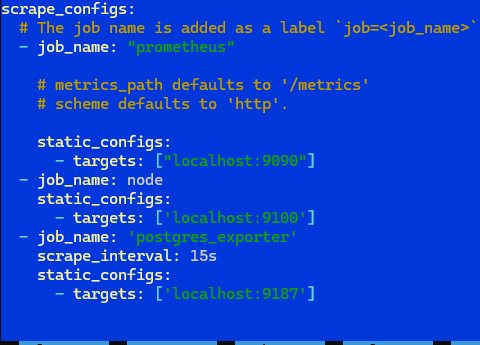 scrape_configs:
  # The job name is added as a label `job=<job_name>`
  - job_name: "prometheus"

    # metrics_path defaults to '/metrics'
    # scheme defaults to 'http'.

    static_configs:
      - targets: ["localhost:9090"]
  - job_name: node
    static_configs:
      - targets: ['localhost:9100']
  - job_name: 'postgres_exporter'
    scrape_interval: 15s
    static_configs:
      - targets: ['localhost:9187']